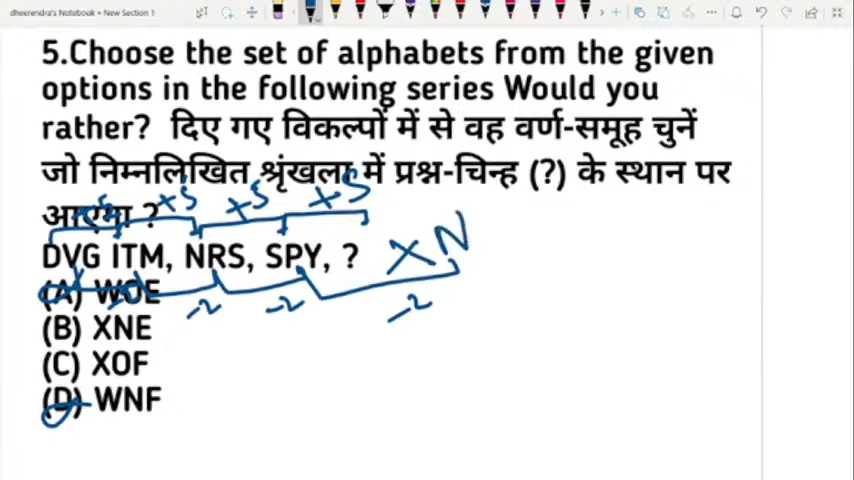 dheerendra's Notebook » New Section 1
5.Choose the set of alphabets from the given
options in the following series Would you
rather? दिए गए विकल्पों में से वह वर्ण-समूह चुनें
जो निम्नलिखित श्रृंखला में प्रश्न-चिन्ह (?) के स्थान पर
आएगा ?
+5 +5 +5 +5
DVG ITM, NRS, SPY, ? XN
(A) WOE
-2 -2 -2
(B) XNE
(C) XOF
(D) WNF